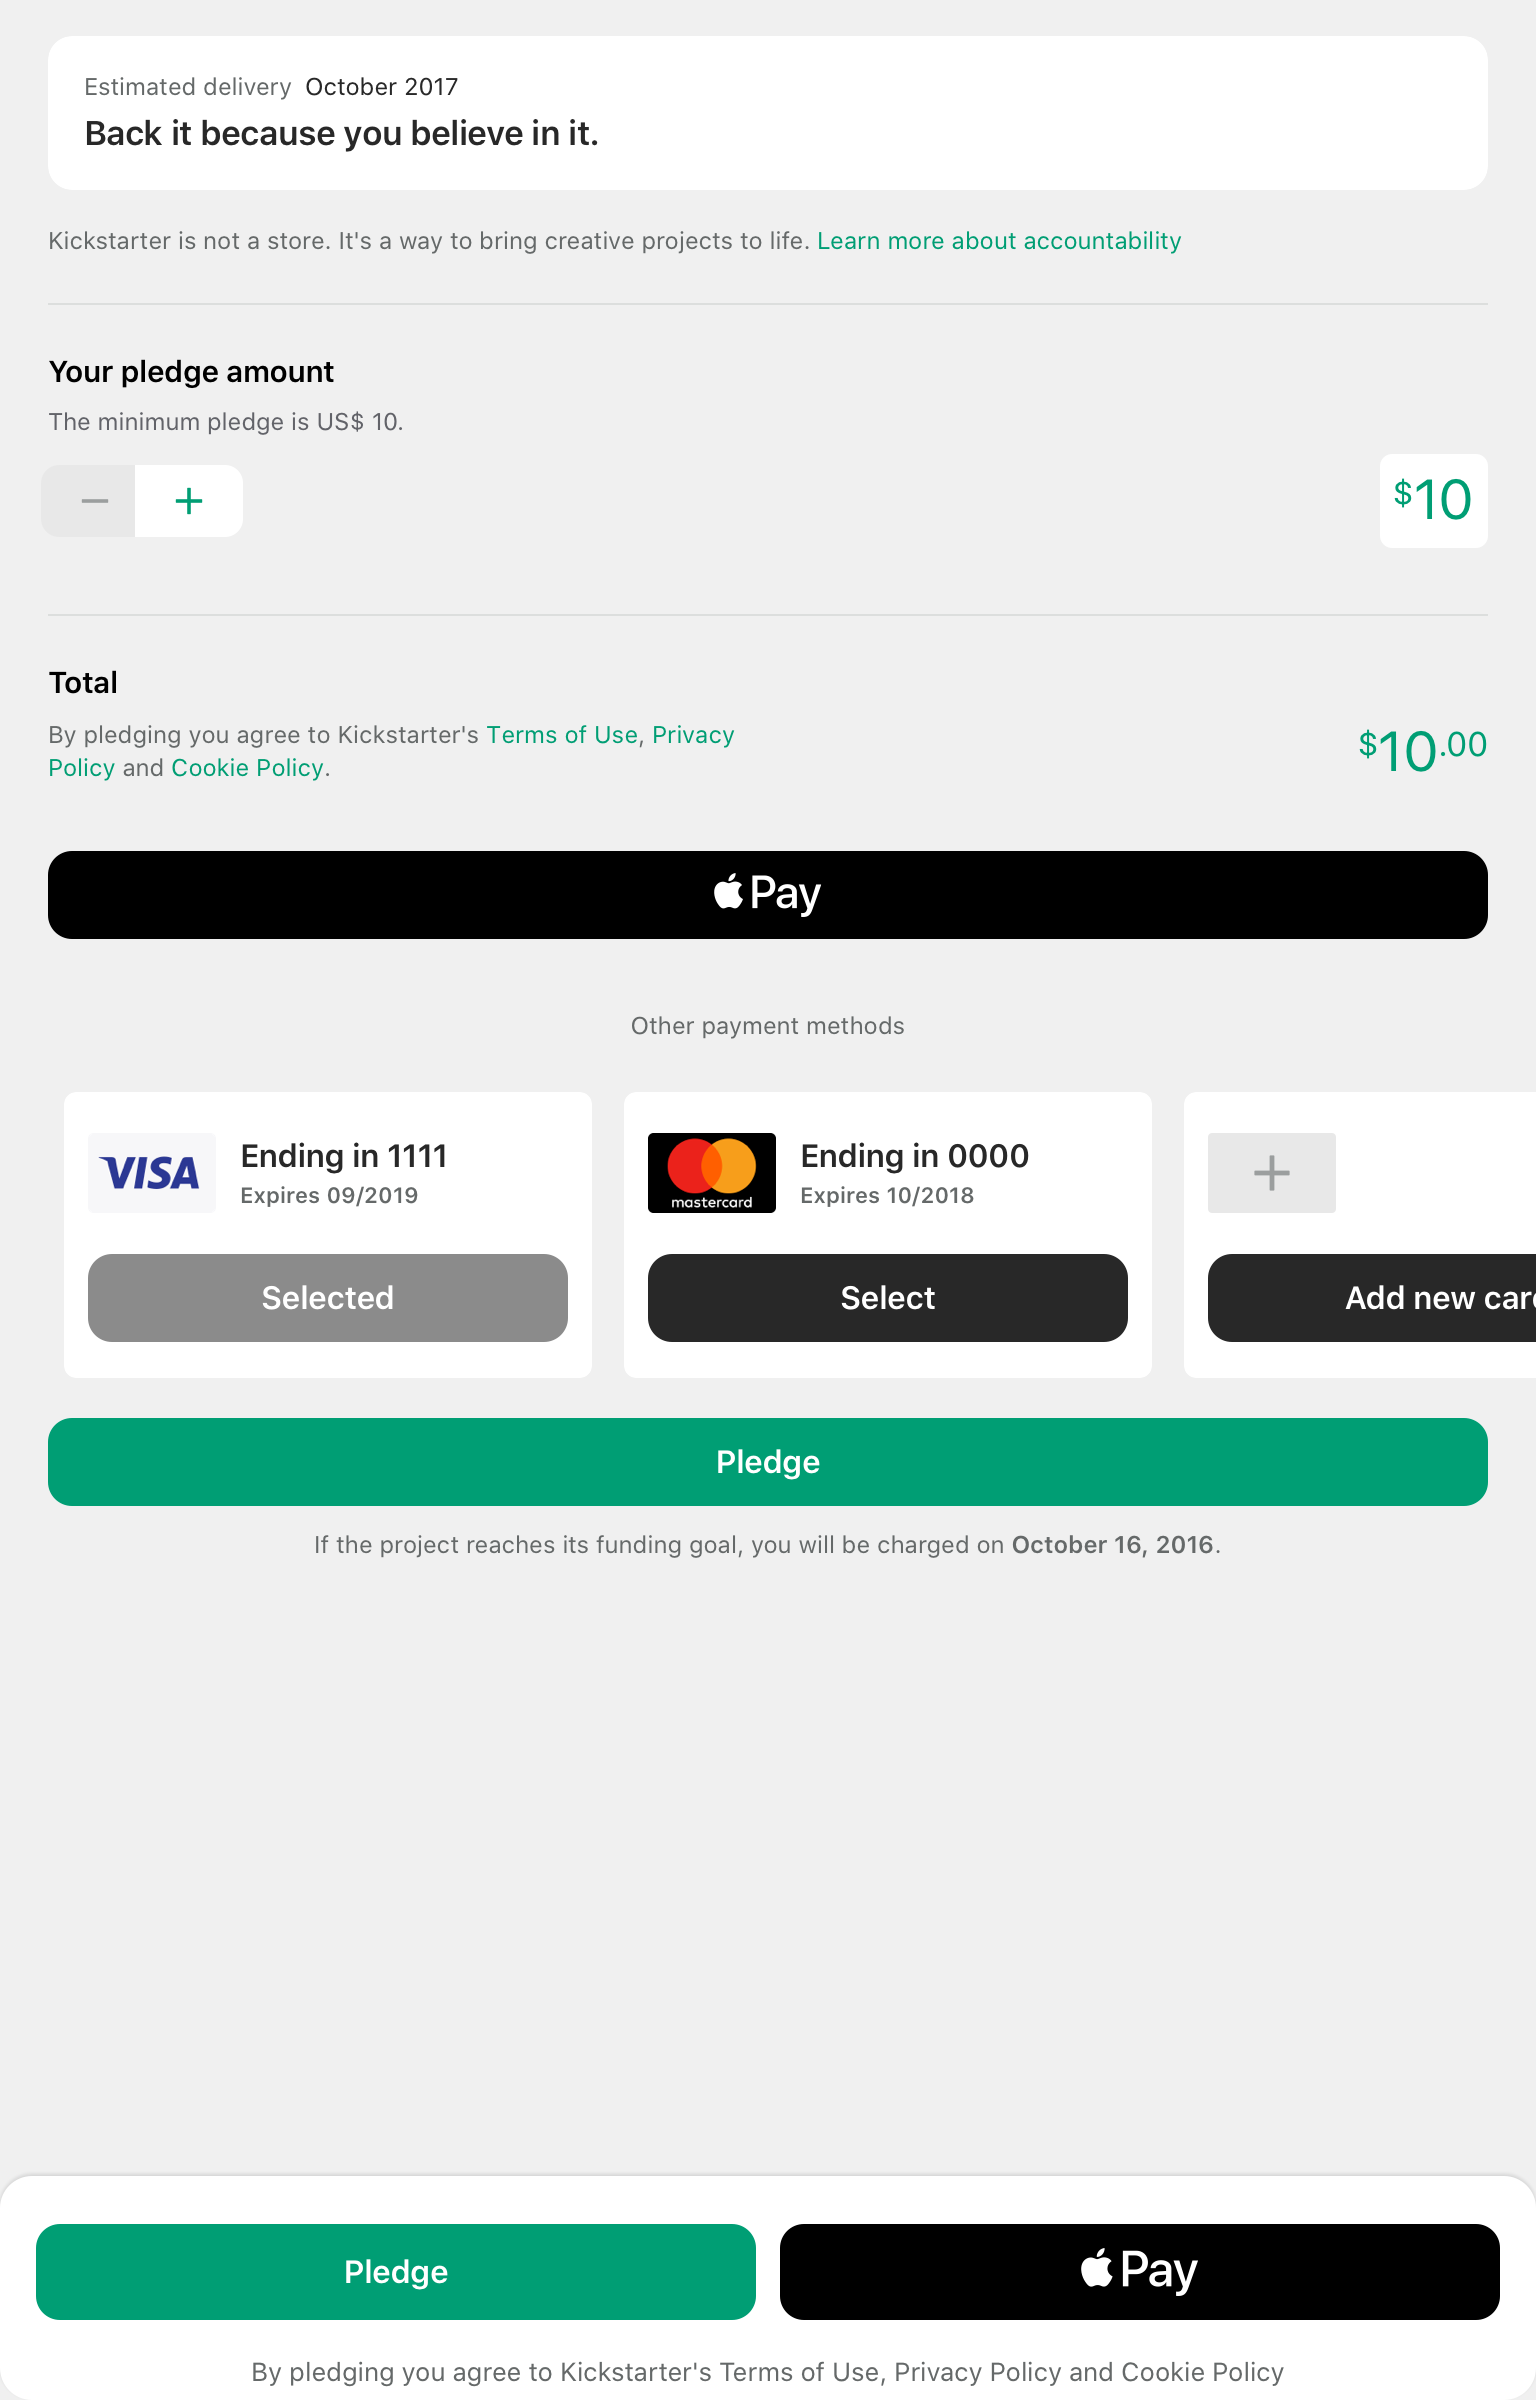 Estimated delivery October 2017
Back it because you believe in it.
Kickstarter is not a store. It's a way to bring creative projects to life. Learn more about accountability
Your pledge amount
The minimum pledge is US$ 10.
− +
$10
Total
By pledging you agree to Kickstarter's Terms of Use, Privacy
Policy and Cookie Policy.
$10.00
Pay
Other payment methods
VISA
Ending in 1111
Expires 09/2019
Selected
mastercard
Ending in 0000
Expires 10/2018
Select
+
Add new car
Pledge
If the project reaches its funding goal, you will be charged on October 16, 2016.
Pledge
Pay
By pledging you agree to Kickstarter's Terms of Use, Privacy Policy and Cookie Policy